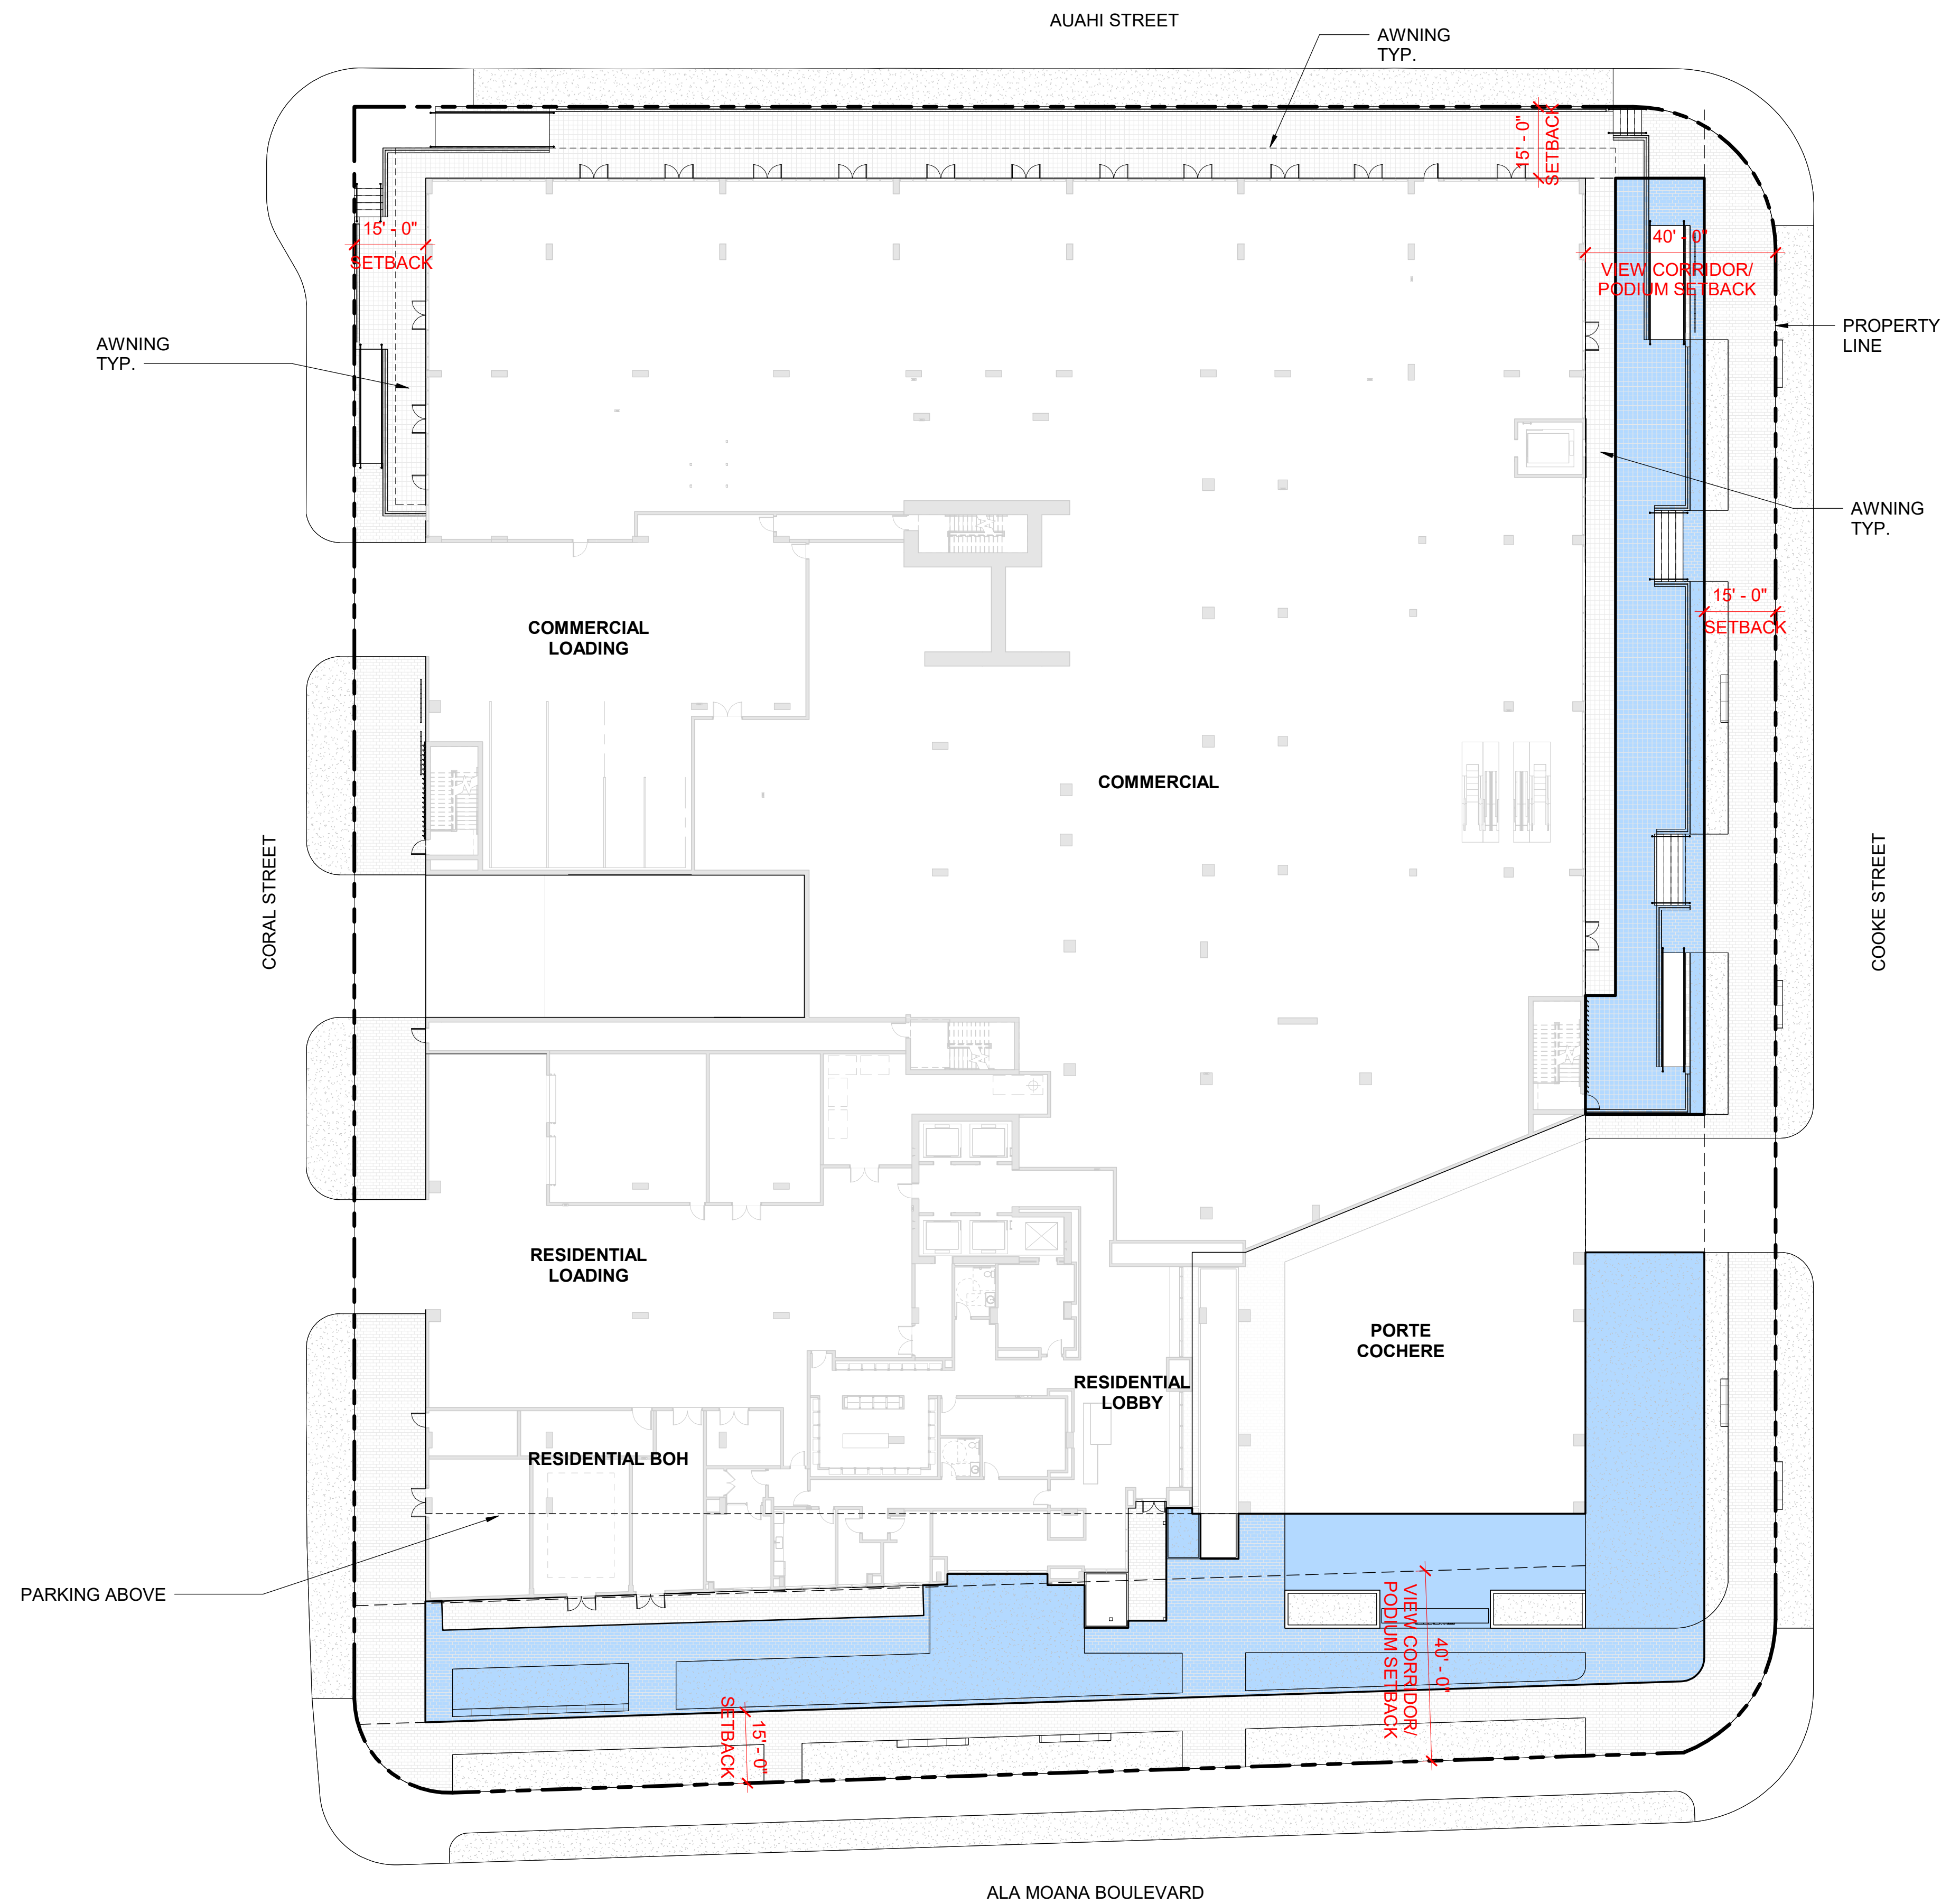 AUAHI STREET
AWNING
TYP.
15' - 0"
SETBACK
15' - 0"
SETBACK
40' - 0"
VIEW CORRIDOR/
PODIUM SETBACK
PROPERTY
LINE
AWNING
TYP.
AWNING
TYP.
15' - 0"
SETBACK
COMMERCIAL
LOADING
COMMERCIAL
CORAL STREET
COOKE STREET
RESIDENTIAL
LOADING
PORTE
COCHERE
RESIDENTIAL
LOBBY
RESIDENTIAL BOH
PARKING ABOVE
40' - 0"
VIEW CORRIDOR/
PODIUM SETBACK
15' - 0"
SETBACK
ALA MOANA BOULEVARD